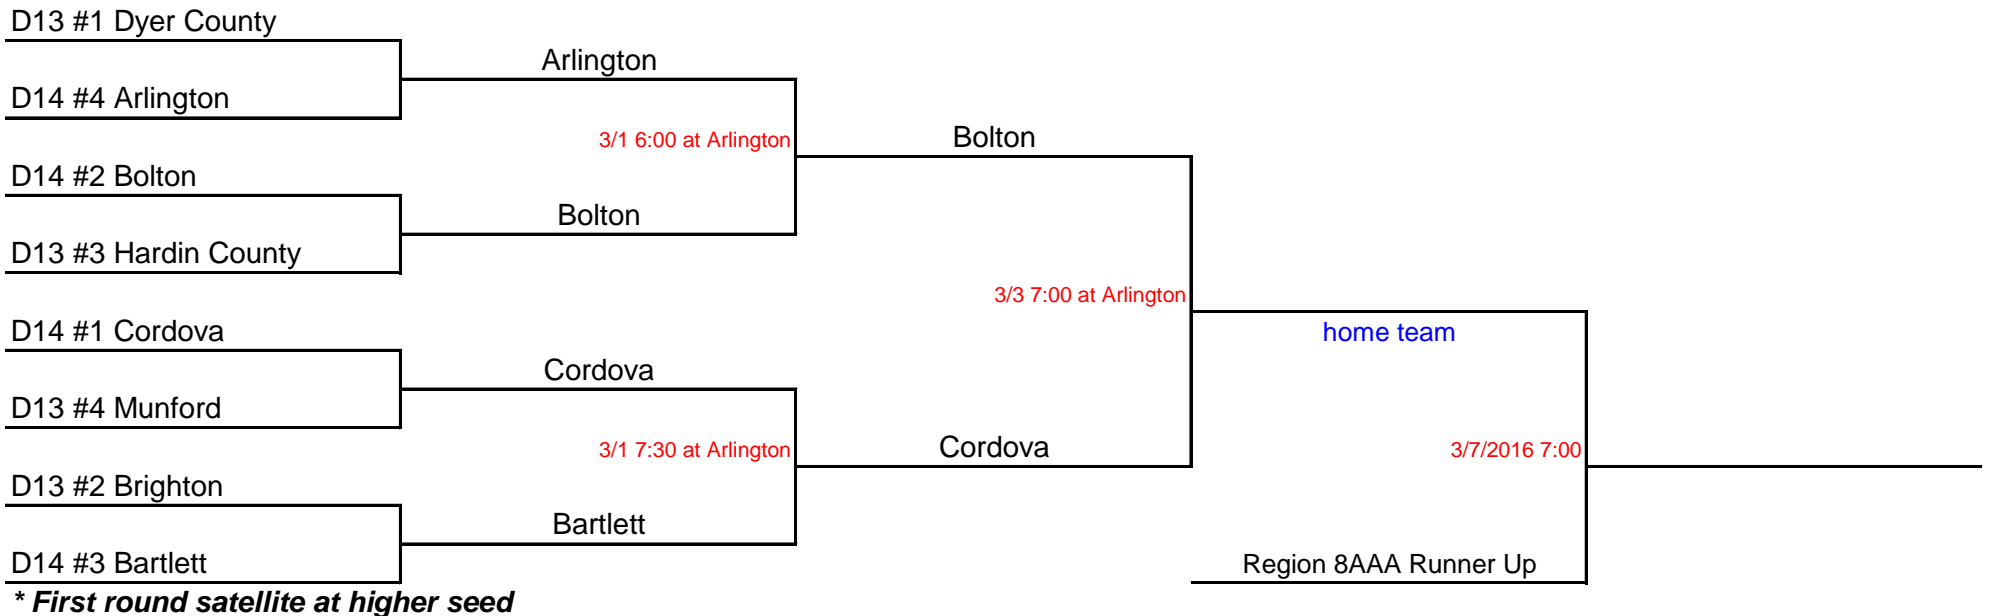 D13 #1 Dyer County
Arlington
D14 #4 Arlington
3/1 6:00 at Arlington
Bolton
D14 #2 Bolton
Bolton
D13 #3 Hardin County
3/3 7:00 at Arlington
D14 #1 Cordova
home team
Cordova
D13 #4 Munford
3/1 7:30 at Arlington
Cordova
3/7/2016 7:00
D13 #2 Brighton
Bartlett
D14 #3 Bartlett
Region 8AAA Runner Up
* First round satellite at higher seed